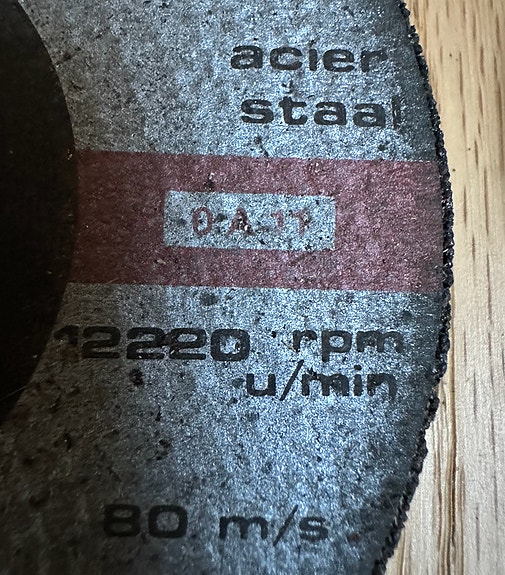 acier
staal
0 A 11
12220 rpm
u/min
80 m/s